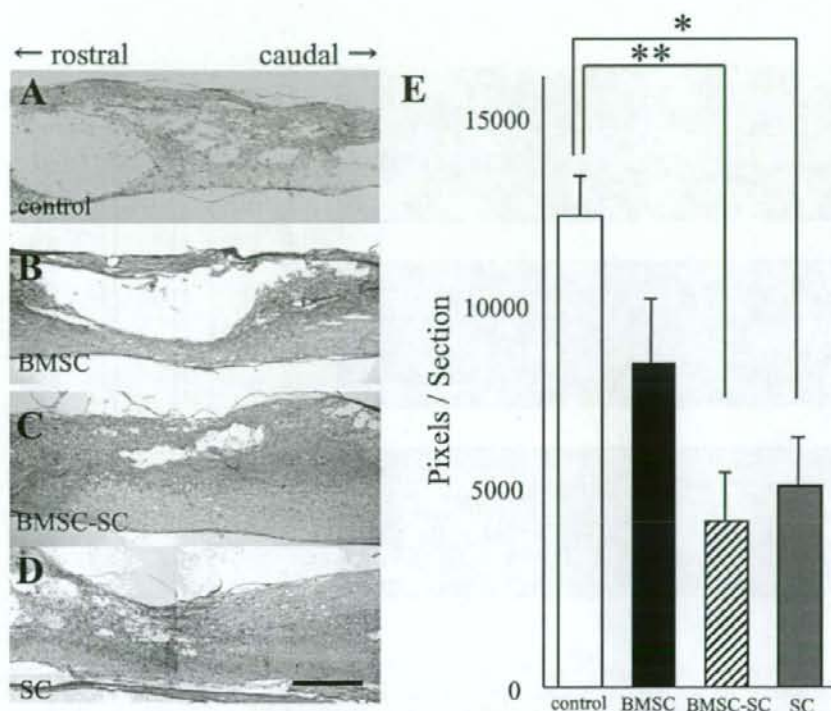 ← rostral caudal →
A
control
B
BMSC
C
BMSC-SC
D
SC
E
*
**
15000
10000
5000
0
Pixels / Section
control BMSC BMSC-SC SC